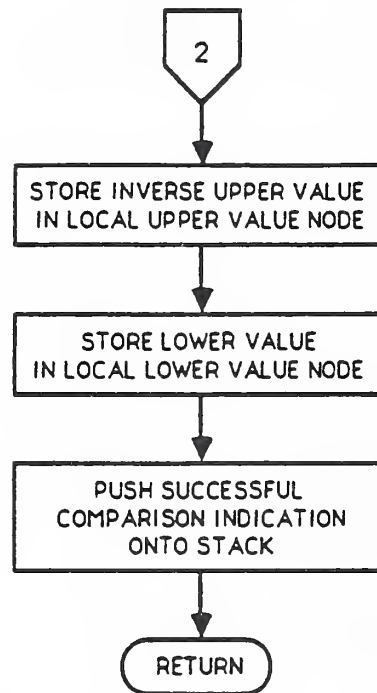 2
STORE INVERSE UPPER VALUE
IN LOCAL UPPER VALUE NODE
STORE LOWER VALUE
IN LOCAL LOWER VALUE NODE
PUSH SUCCESSFUL
COMPARISON INDICATION
ONTO STACK
RETURN